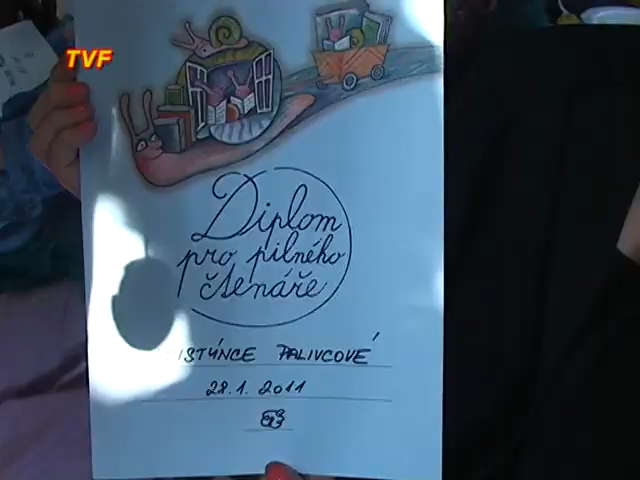 TVF
Diplom
pro pilného
čtenáře
PALIVCOVÉ
28.1.2011